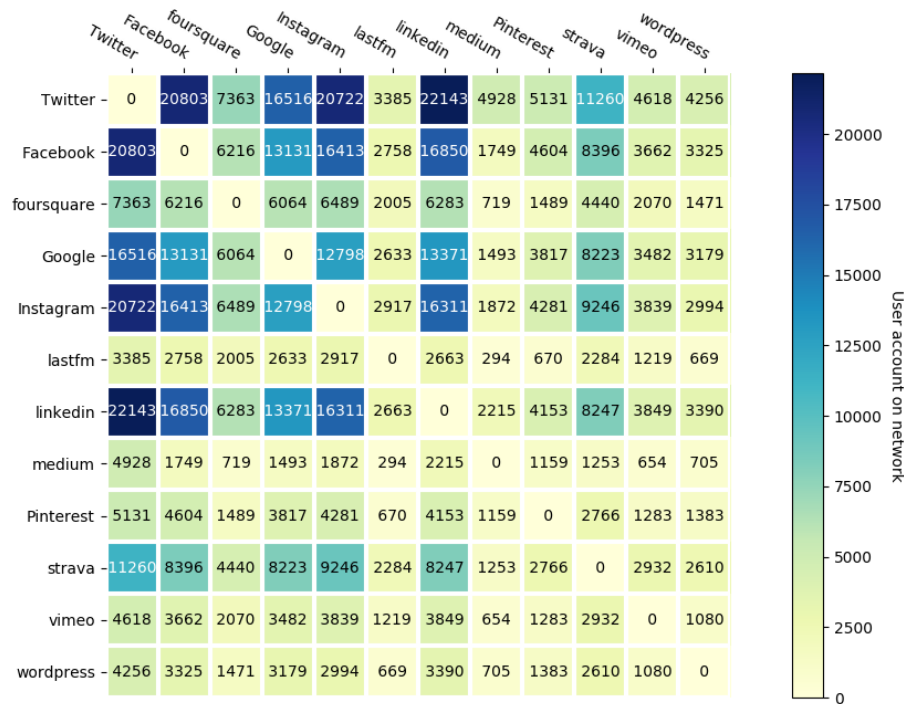 Twitter Facebook foursquare Google Instagram lastfm linkedin medium Pinterest strava vimeo wordpress
Twitter 0 20803 7363 16516 20722 3385 22143 4928 5131 11260 4618 4256
Facebook 20803 0 6216 13131 16413 2758 16850 1749 4604 8396 3662 3325
foursquare 7363 6216 0 6064 6489 2005 6283 719 1489 4440 2070 1471
Google 16516 13131 6064 0 12798 2633 13371 1493 3817 8223 3482 3179
Instagram 20722 16413 6489 12798 0 2917 16311 1872 4281 9246 3839 2994
lastfm 3385 2758 2005 2633 2917 0 2663 294 670 2284 1219 669
linkedin 22143 16850 6283 13371 16311 2663 0 2215 4153 8247 3849 3390
medium 4928 1749 719 1493 1872 294 2215 0 1159 1253 654 705
Pinterest 5131 4604 1489 3817 4281 670 4153 1159 0 2766 1283 1383
strava 11260 8396 4440 8223 9246 2284 8247 1253 2766 0 2932 2610
vimeo 4618 3662 2070 3482 3839 1219 3849 654 1283 2932 0 1080
wordpress 4256 3325 1471 3179 2994 669 3390 705 1383 2610 1080 0
20000
17500
15000
12500
10000
7500
5000
2500
0
User account on network